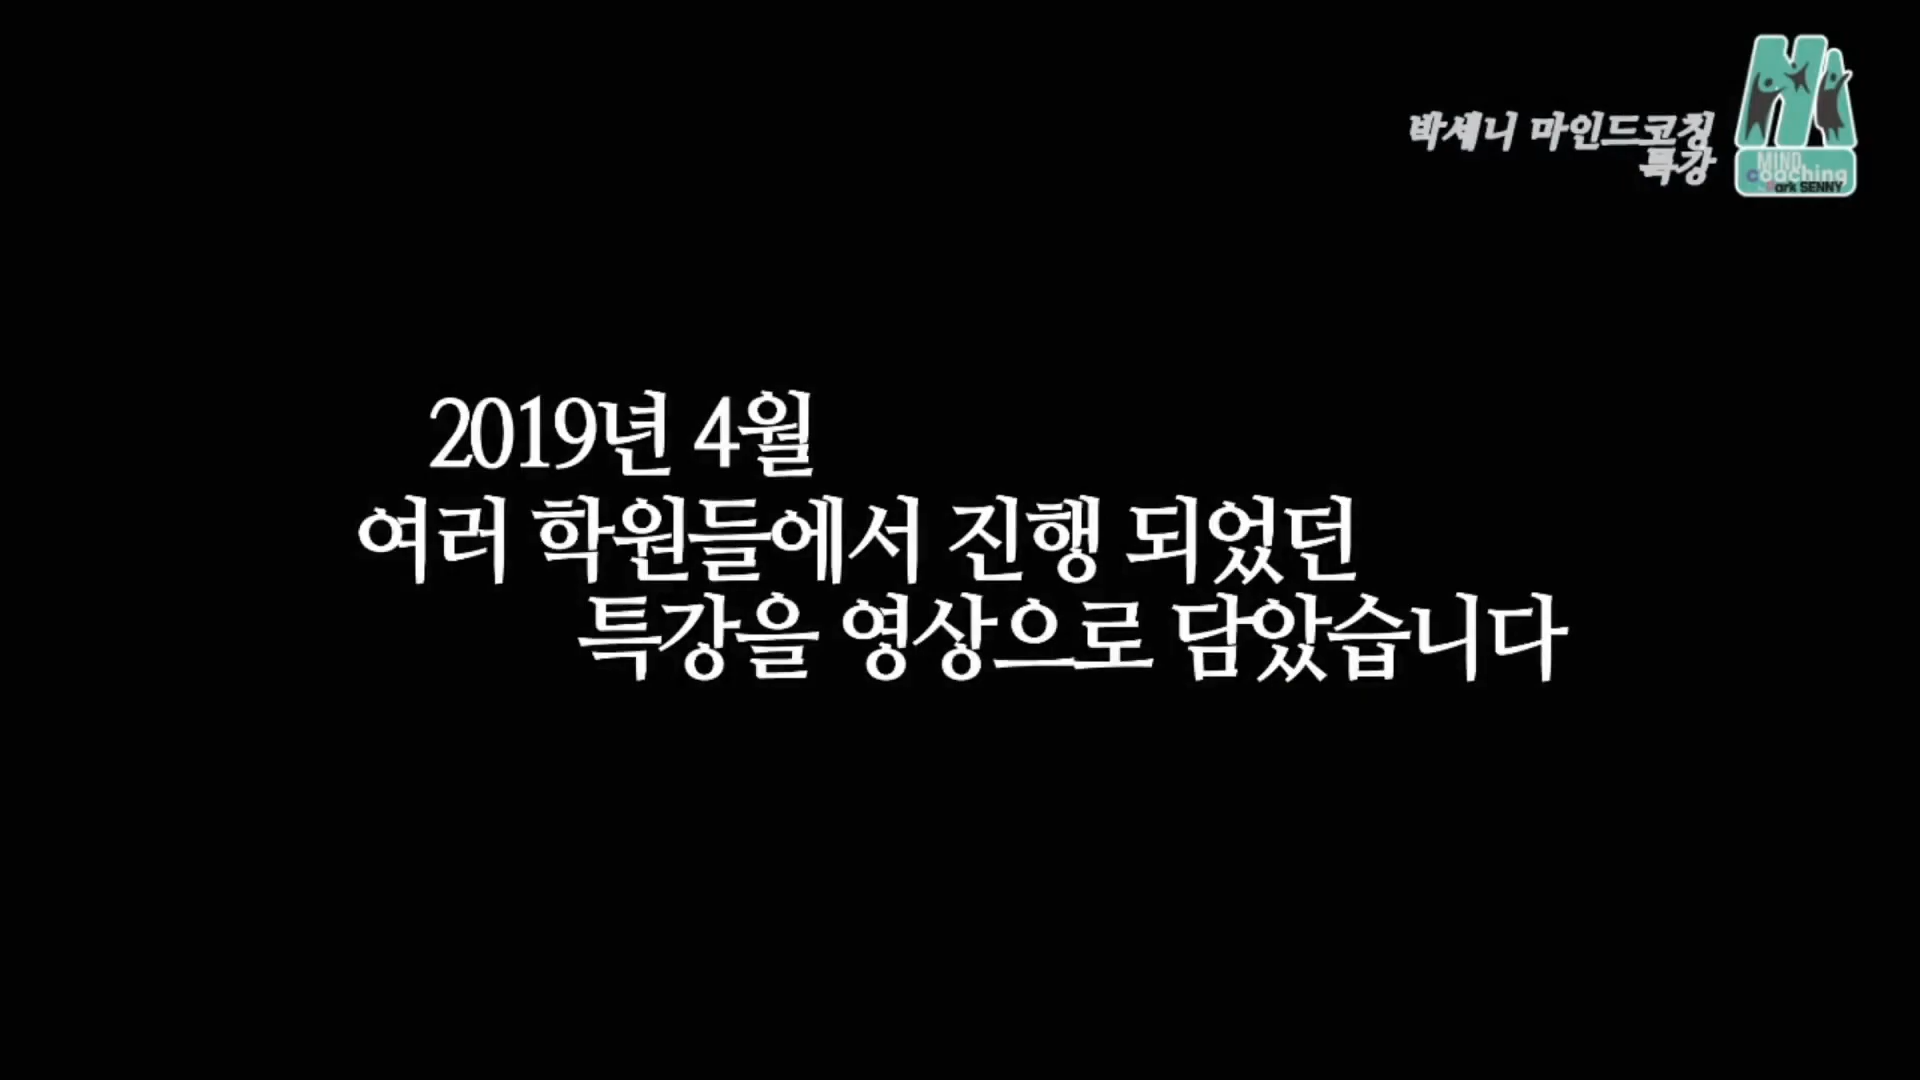 박세니 마인드코칭
특강
MIND
coaching
Park SENNY
2019년 4월
여러 학원들에서 진행 되었던
특강을 영상으로 담았습니다